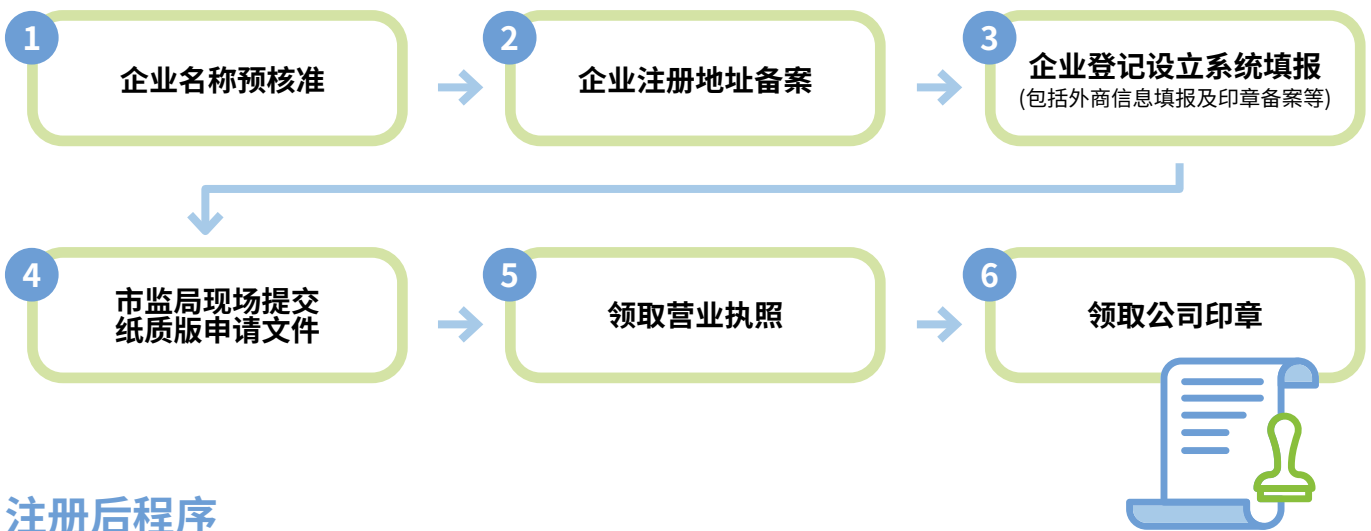 1
企业名称预核准
2
企业注册地址备案
3
企业登记设立系统填报
(包括外商信息填报及印章备案等)
4
市监局现场提交
纸质版申请文件
5
领取营业执照
6
领取公司印章
注册后程序